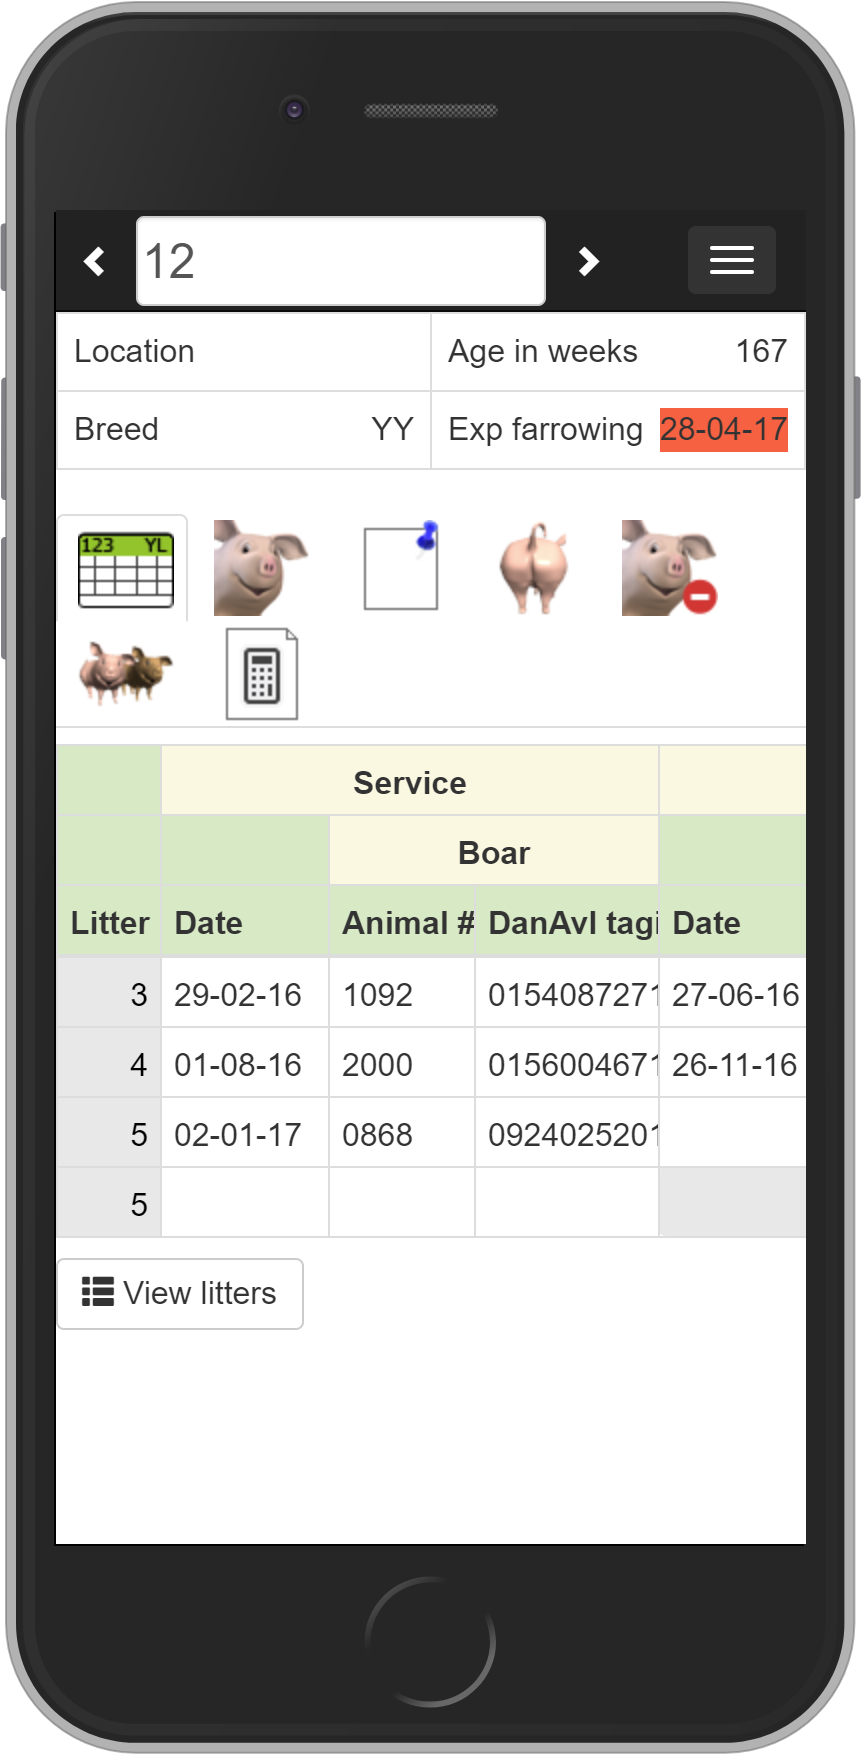 12
Location Age in weeks 167
Breed YY Exp farrowing 28-04-17
123 YL
Service
Boar
Litter Date Animal # DanAvl tagi Date
3 29-02-16 1092 0154087271 27-06-16
4 01-08-16 2000 0156004671 26-11-16
5 02-01-17 0868 0924025201
5
View litters